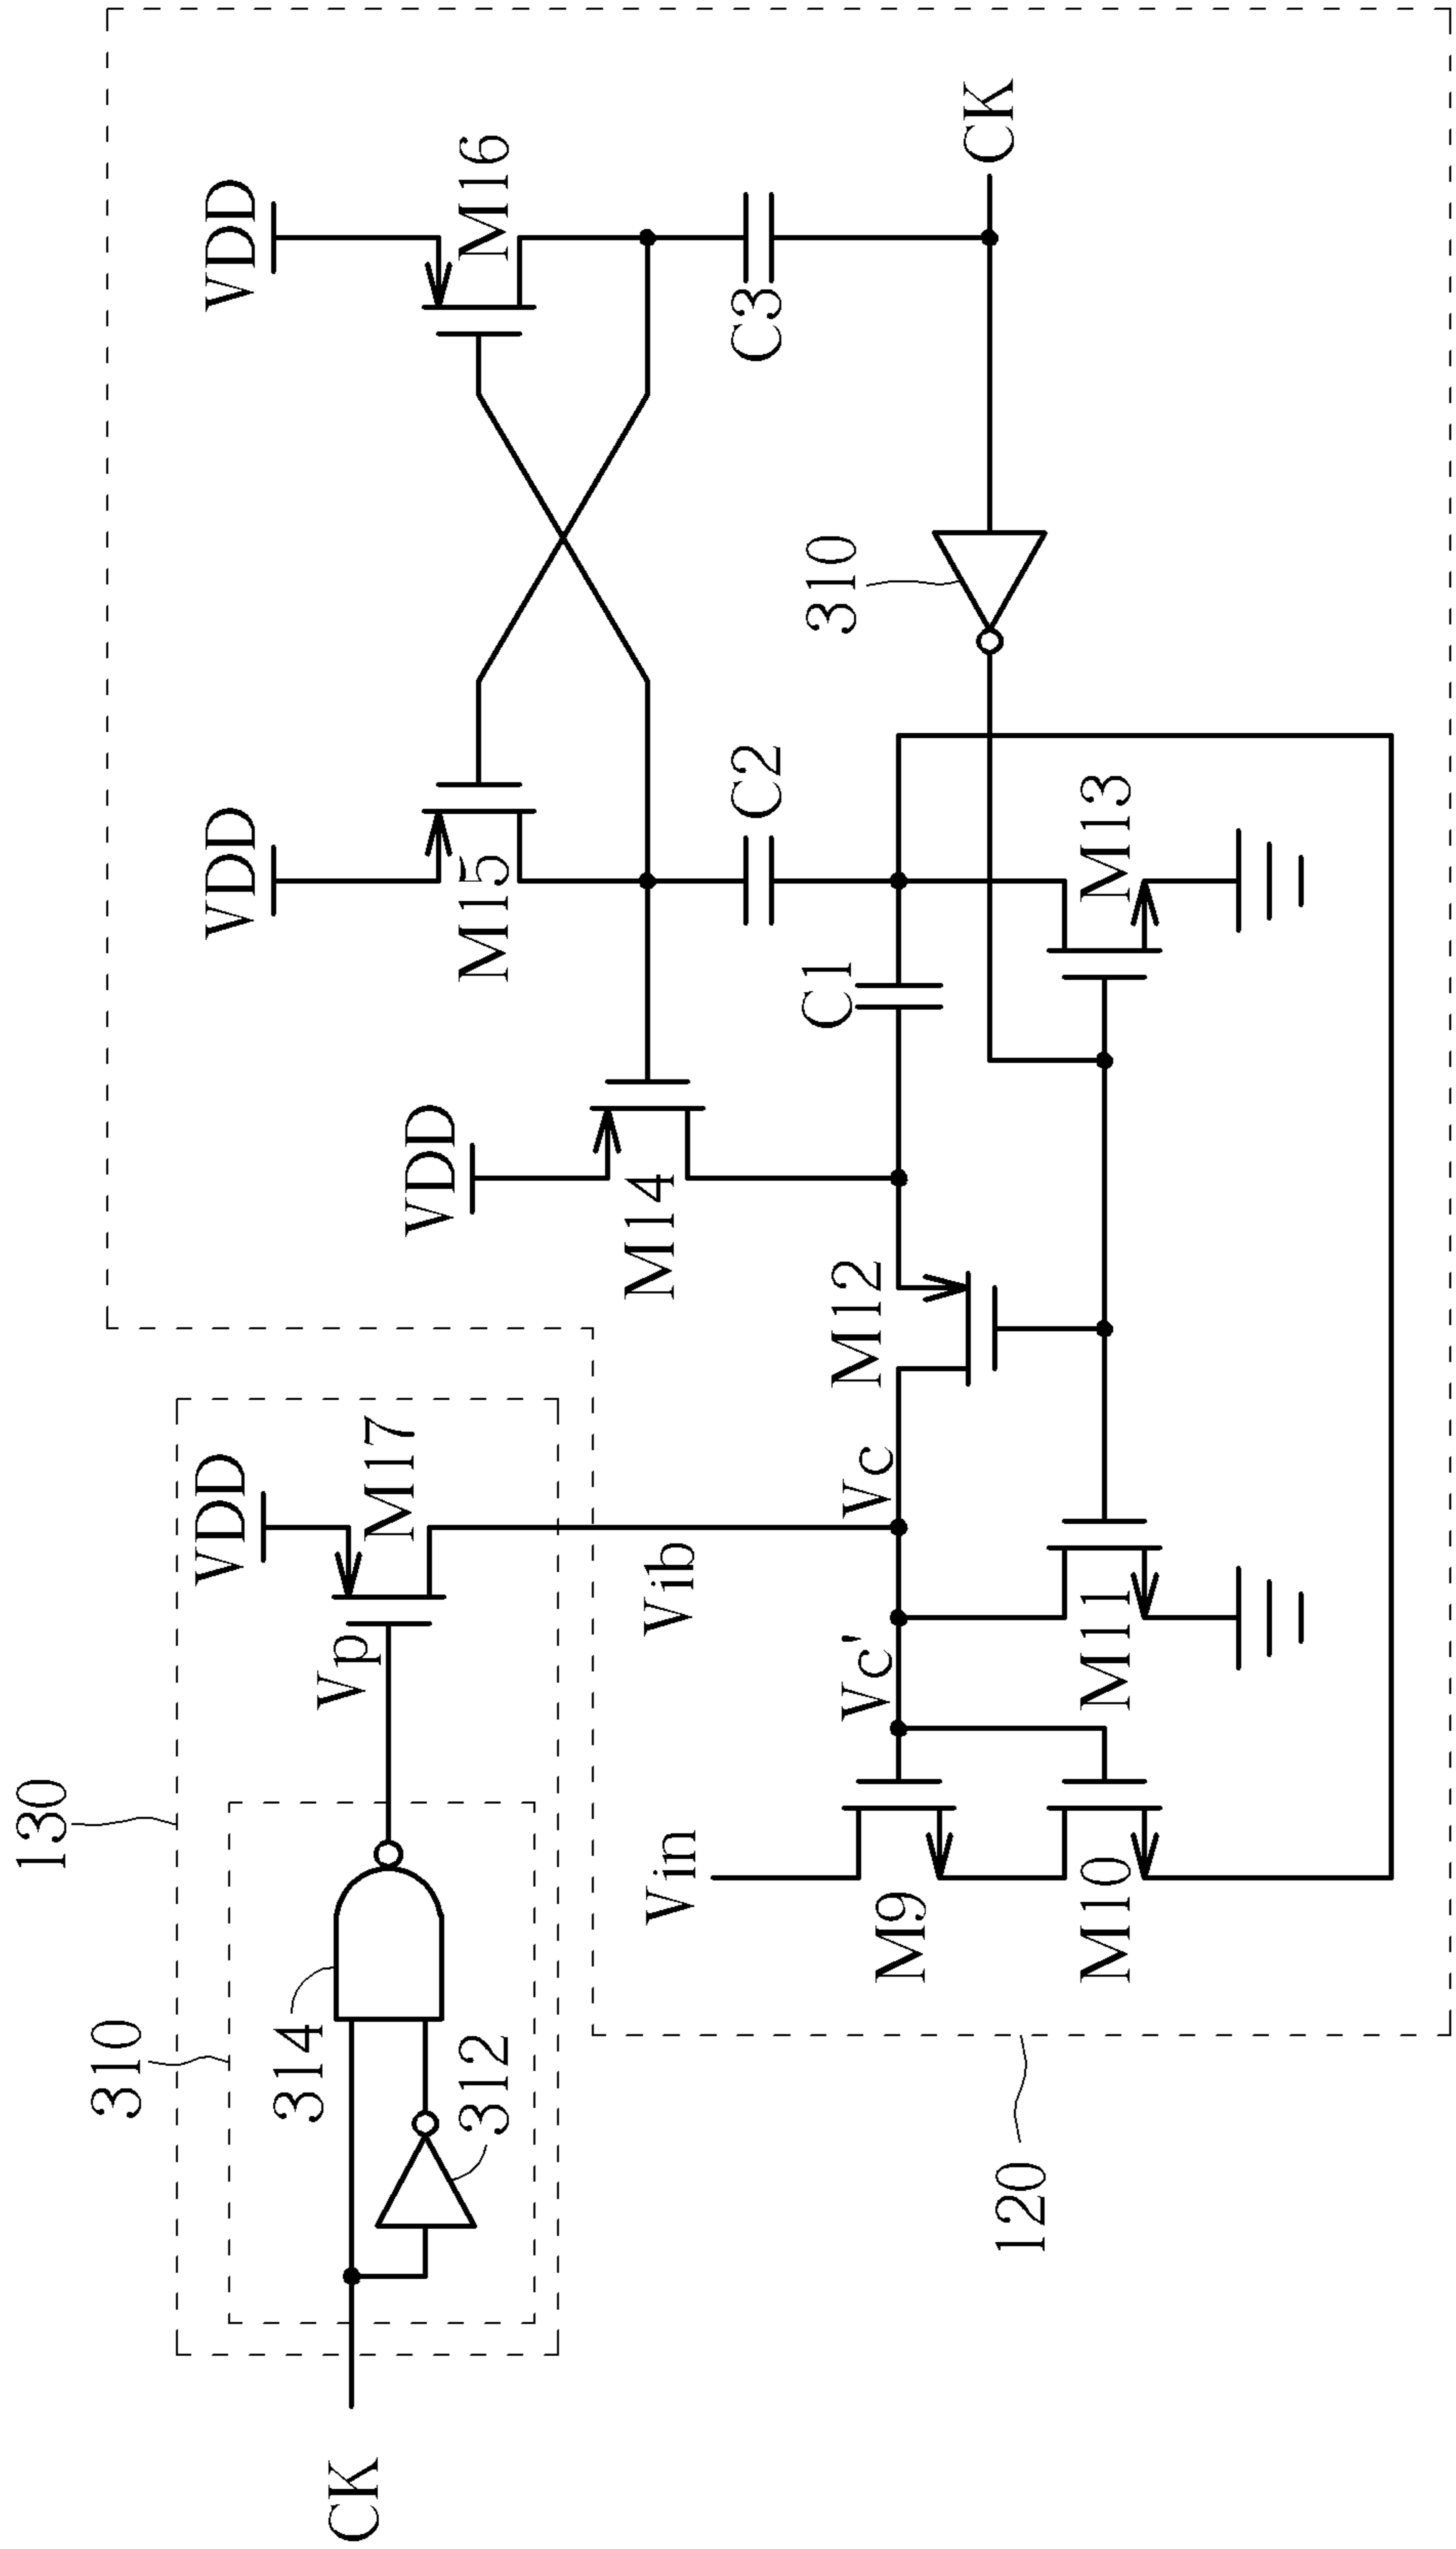 130
310
VDD
314
Vp
M17
312
CK
VDD
VDD
VDD
M15
M16
M14
C2
C3
CK
Vin
Vib
Vc'
Vc
M12
C1
310
M9
M10
M11
M13
120